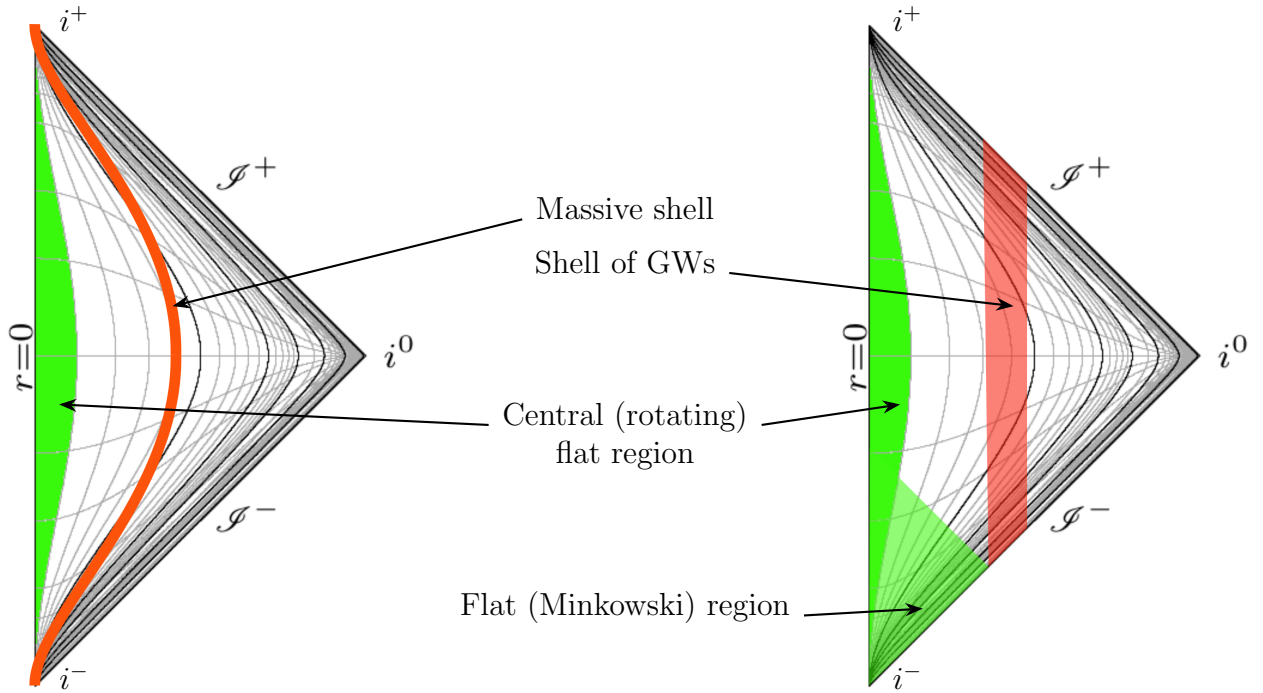 i⁺
i⁺
ℐ⁺
ℐ⁺
Massive shell
Shell of GWs
r=0
i⁰
r=0
i⁰
Central (rotating)
flat region
ℐ⁻
ℐ⁻
Flat (Minkowski) region
i⁻
i⁻